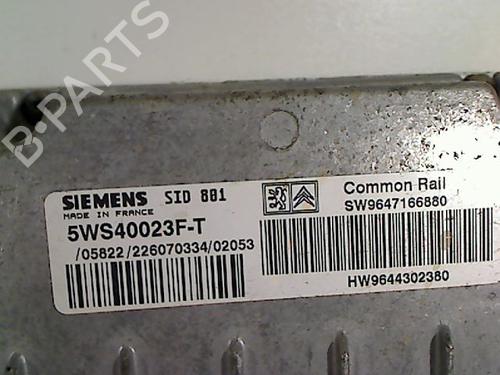 SIEMENS SID 801
MADE IN FRANCE
5WS40023F-T
/05822/226070334/02053
Common Rail
SW9647166880
HW9644302380
B-PARTS